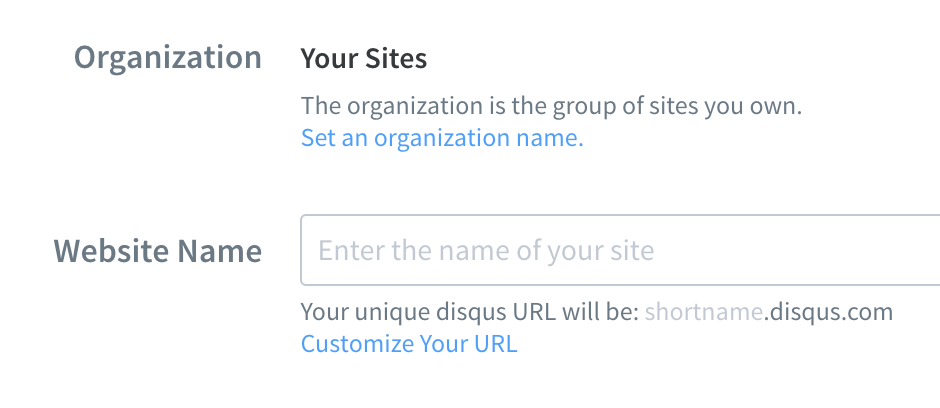 Organization
Your Sites
The organization is the group of sites you own.
Set an organization name.
Website Name
Enter the name of your site
Your unique disqus URL will be: shortname.disqus.com
Customize Your URL